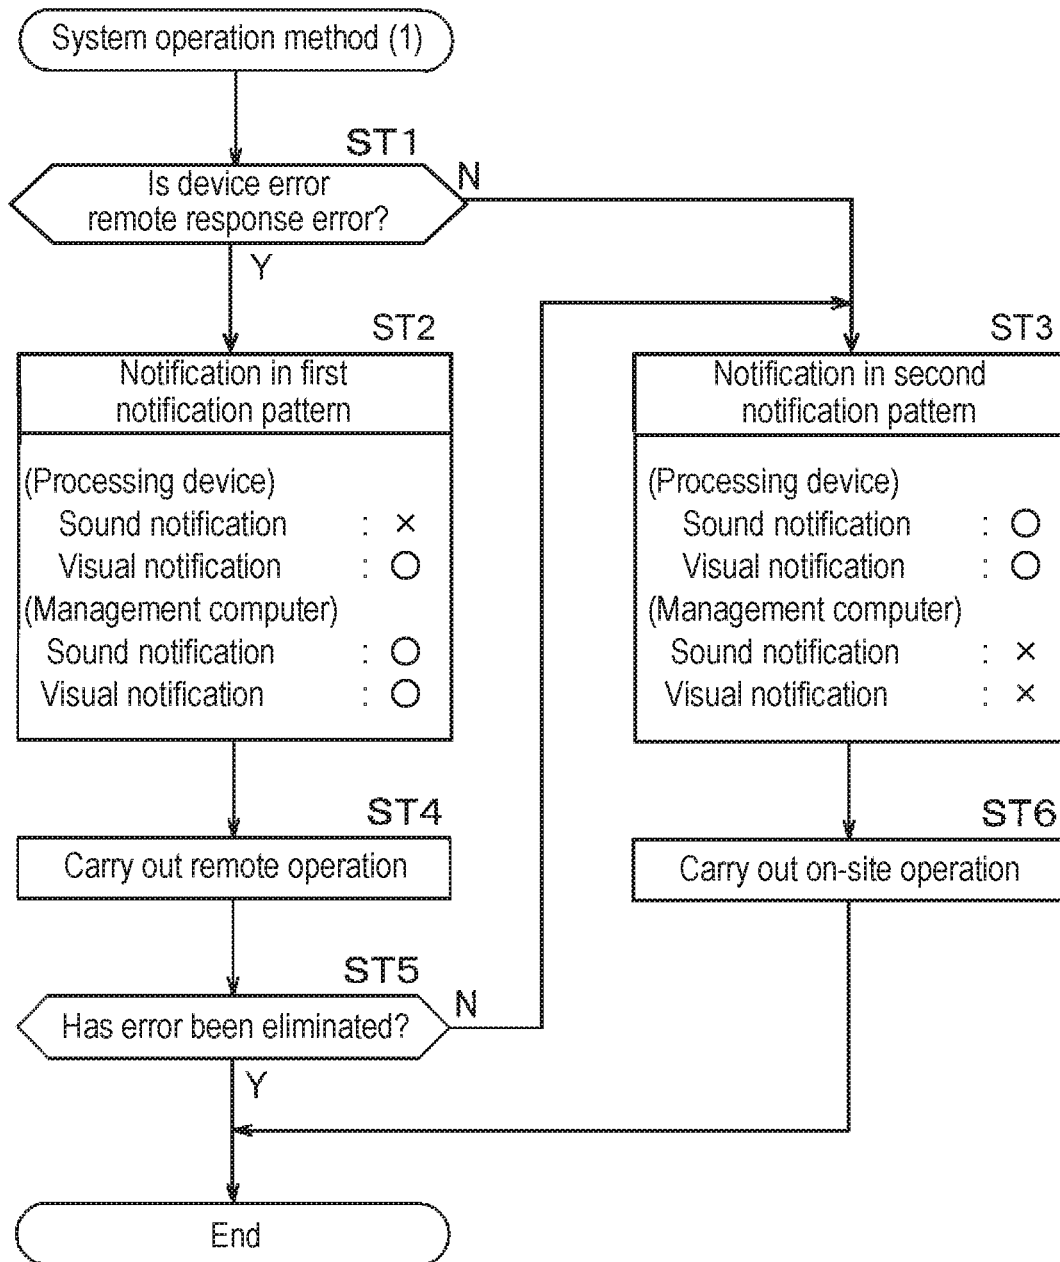 System operation method (1)
ST1
Is device error
remote response error?
N
Y
ST2
Notification in first
notification pattern
(Processing device)
Sound notification : ×
Visual notification : ○
(Management computer)
Sound notification : ○
Visual notification : ○
ST3
Notification in second
notification pattern
(Processing device)
Sound notification : ○
Visual notification : ○
(Management computer)
Sound notification : ×
Visual notification : ×
ST4
Carry out remote operation
ST6
Carry out on-site operation
ST5
Has error been eliminated?
N
Y
End